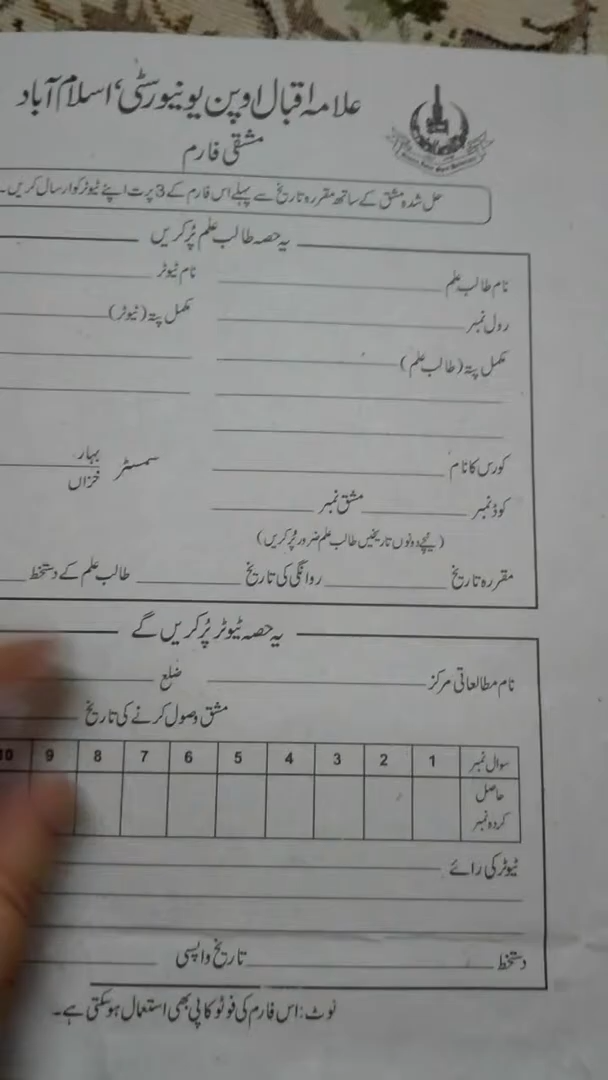 علامہ اقبال اوپن یونیورسٹی، اسلام آباد
مشقی فارم
حل شدہ مشق کے ساتھ مقررہ تاریخ سے پہلے اس فارم کے 3 پرت اپنے ٹیوٹر کو ارسال کریں۔
یہ حصہ طالب علم پُر کریں
نام طالب علم نام ٹیوٹر
رول نمبر مکمل پتہ (ٹیوٹر)
مکمل پتہ (طالب علم)
کورس کا نام سمسٹر بہار
خزاں
کوڈ نمبر مشق نمبر
(نیچے دونوں تاریخیں طالب علم ضرور پُر کریں)
مقررہ تاریخ روانگی کی تاریخ طالب علم کے دستخط
یہ حصہ ٹیوٹر پُر کریں گے
نام مطالعاتی مرکز ضلع
مشق وصول کرنے کی تاریخ
سوال نمبر 1 2 3 4 5 6 7 8 9 10
حاصل
کردہ نمبر
ٹیوٹر کی رائے
دستخط تاریخ واپسی
نوٹ: اس فارم کی فوٹو کاپی بھی استعمال ہو سکتی ہے۔